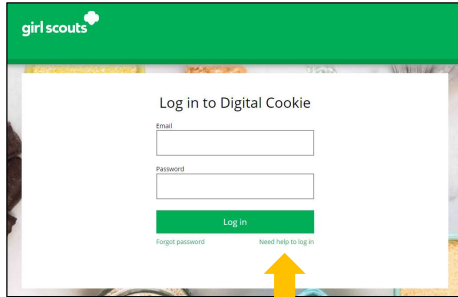 girl scouts
Log in to Digital Cookie
Email
Password
Log in
Forgot password Need help to log in